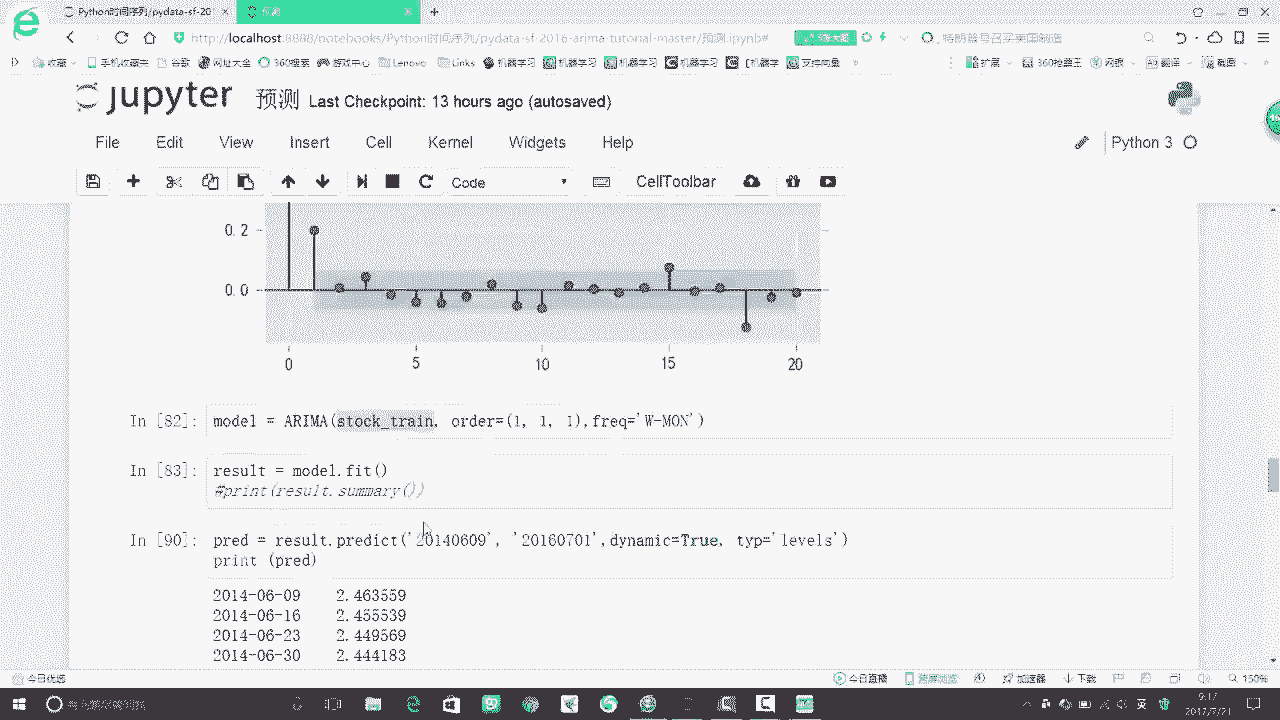 Python时间序列/pydata-sf-20
预测
http://localhost:8888/notebooks/Python时间序列/pydata-sf-2016-arima-tutorial-master/预测.ipynb#
收藏
手机收藏夹
谷歌
网址大全
360搜索
游戏中心
Lenovo
Links
机器学习
机器学习
机器学习
机器学习
【机器学
支持向量
扩展
360抢票王
网银
翻译
截图
jupyter 预测 Last Checkpoint: 13 hours ago (autosaved)
File Edit View Insert Cell Kernel Widgets Help
Python 3
Code
CellToolbar
0.2
0.0
0 5 10 15 20
In [82]: model = ARIMA(stock_train, order=(1, 1, 1),freq='W-MON')
In [83]: result = model.fit()
#print(result.summary())
In [90]: pred = result.predict('20140609', '20160701',dynamic=True, typ='levels')
print (pred)
2014-06-09 2.463559
2014-06-16 2.455539
2014-06-23 2.449569
2014-06-30 2.444183
今日优选
今日直播
跨屏浏览
加速器
下载
150%
9:17
2017/7/21